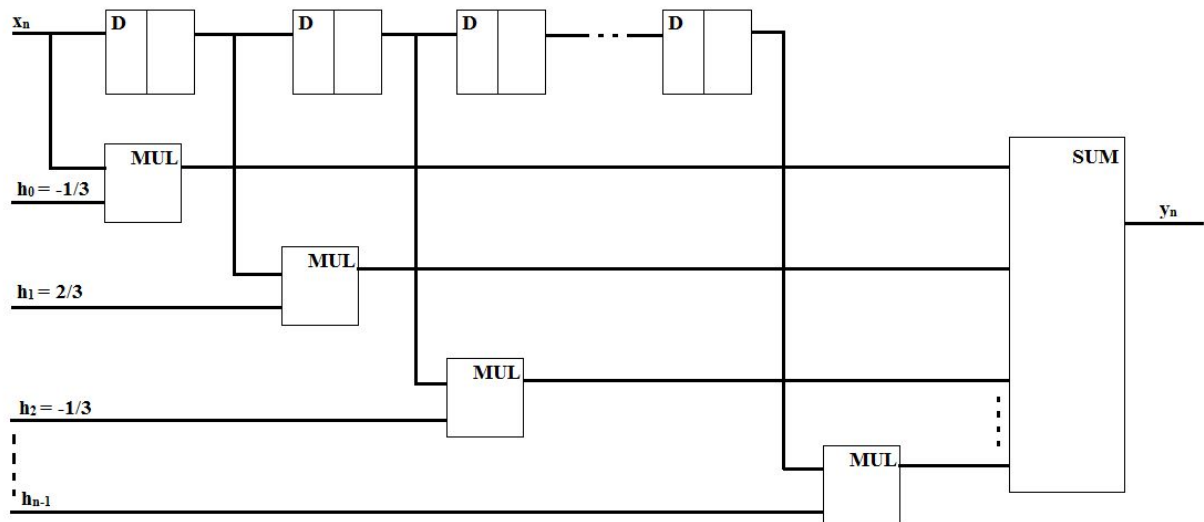 xₙ
D
D
D
D
MUL
SUM
h₀ = -1/3
yₙ
MUL
h₁ = 2/3
MUL
h₂ = -1/3
MUL
hₙ₋₁